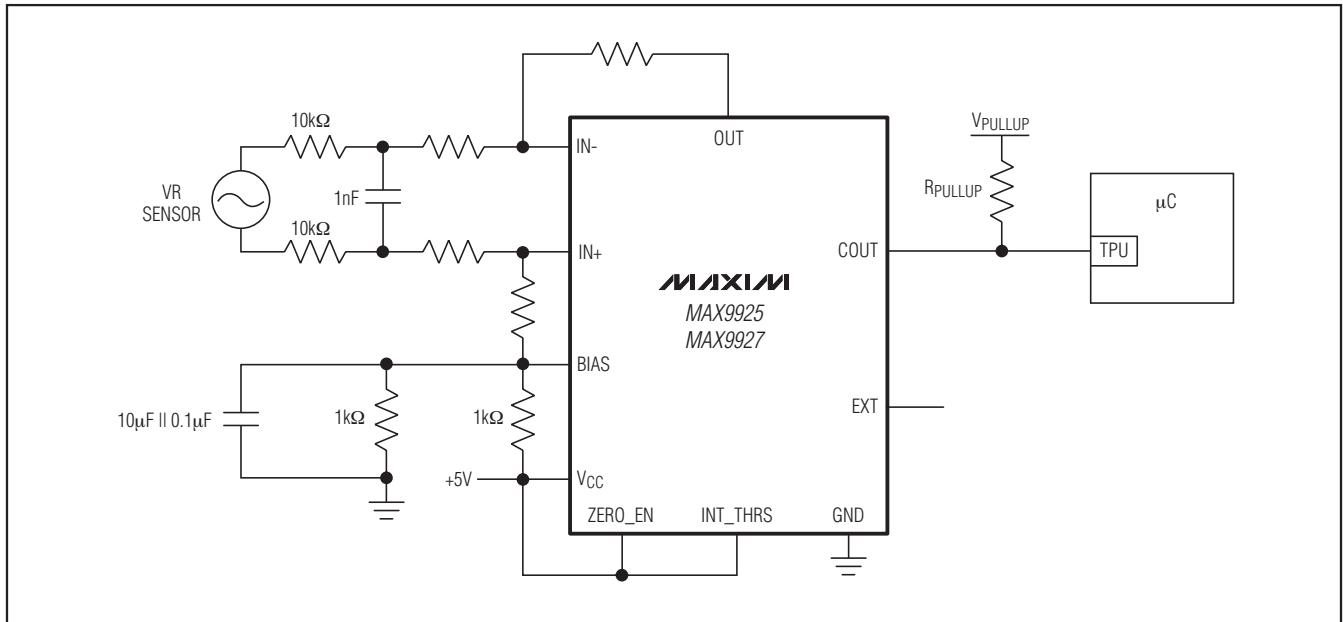 OUT
VPULLUP
10kΩ
IN-
RPULLUP
µC
VR
SENSOR
1nF
10kΩ
IN+
COUT
TPU
MAXIM
MAX9925
MAX9927
BIAS
10µF II 0.1µF
1kΩ
1kΩ
EXT
+5V
VCC
ZERO_EN
INT_THRS
GND